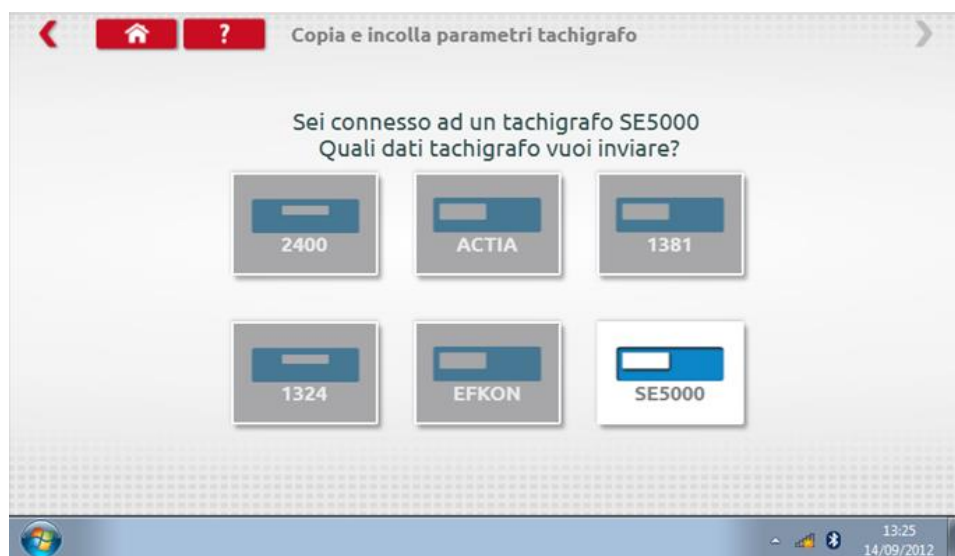 ?
Copia e incolla parametri tachigrafo
Sei connesso ad un tachigrafo SE5000
Quali dati tachigrafo vuoi inviare?
2400
ACTIA
1381
1324
EFKON
SE5000
13:25
14/09/2012